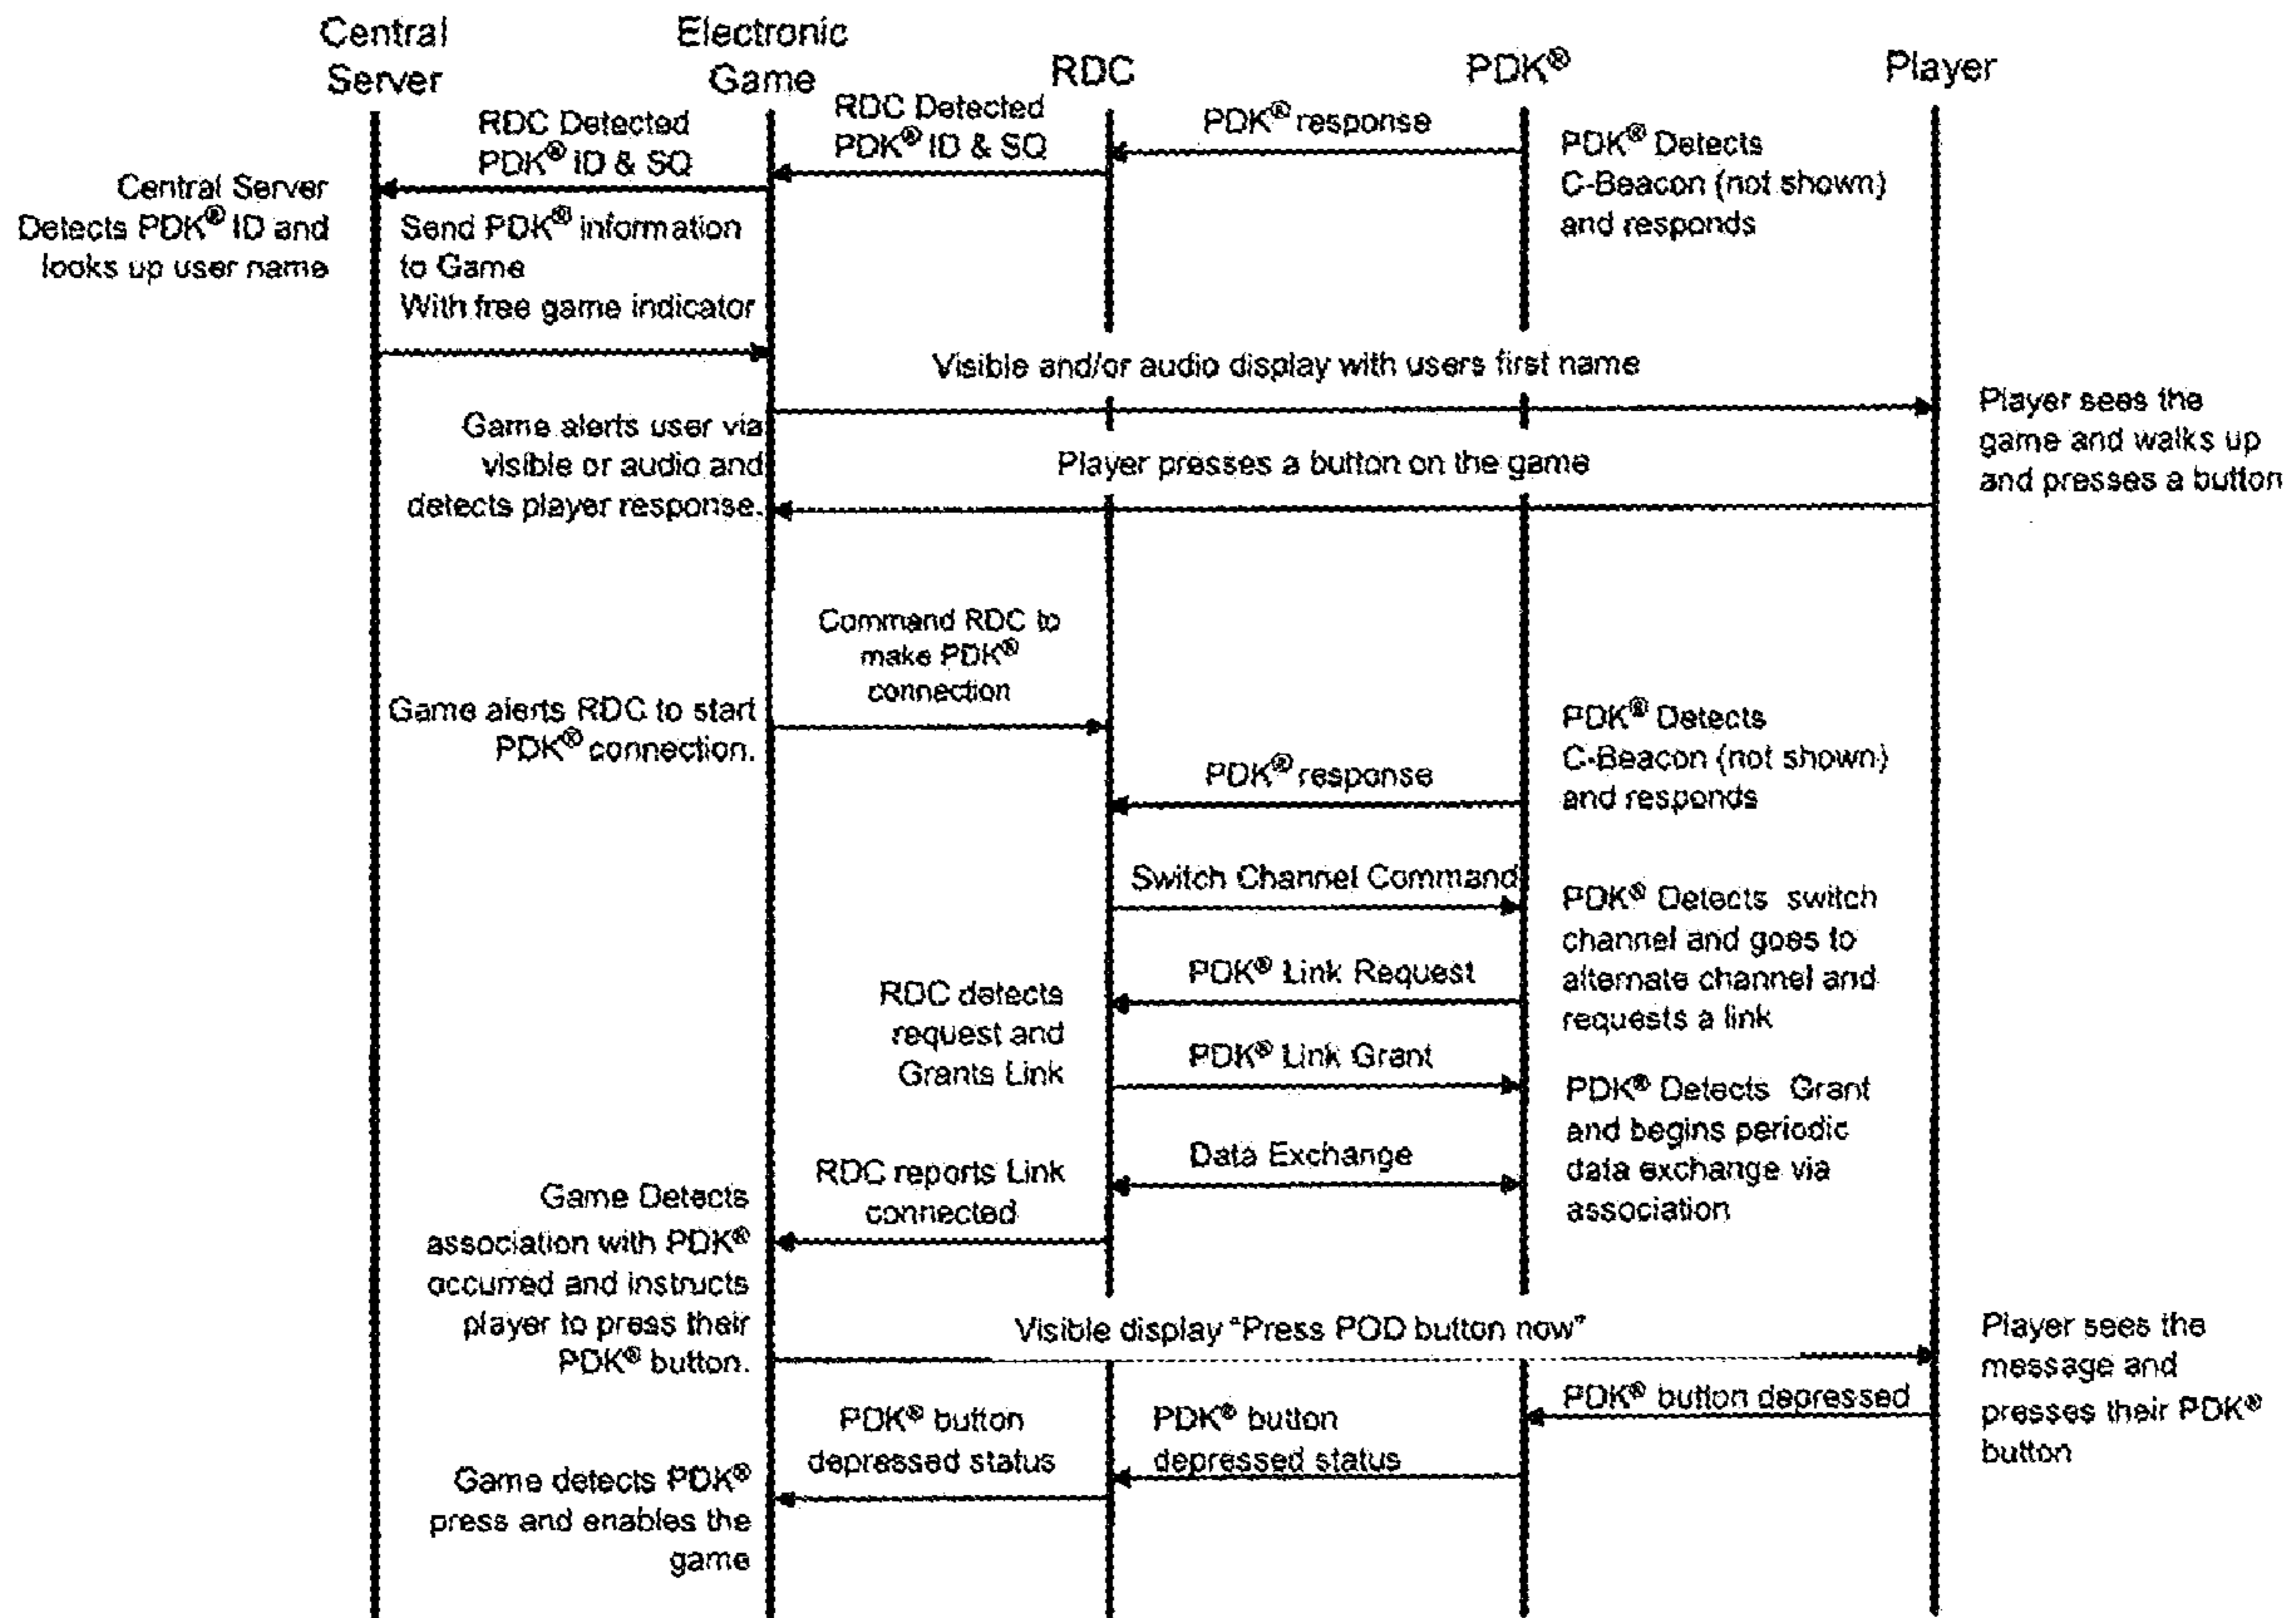 Central
Server
Electronic
Game
RDC
PDK®
Player
RDC Detected
PDK® ID & SQ
RDC Detected
PDK® ID & SQ
PDK® response
PDK® Detects
C-Beacon (not shown)
and responds
Central Server
Detects PDK® ID and
looks up user name
Send PDK® information
to Game
With free game indicator
Visible and/or audio display with users first name
Player sees the
game and walks up
and presses a button
Game alerts user via
visible or audio and
detects player response.
Player presses a button on the game
Command RDC to
make PDK®
connection
Game alerts RDC to start
PDK® connection.
PDK® Detects
C-Beacon (not shown)
and responds
PDK® response
Switch Channel Command
PDK® Detects switch
channel and goes to
alternate channel and
requests a link
PDK® Link Request
RDC detects
request and
Grants Link
PDK® Link Grant
PDK® Detects Grant
and begins periodic
data exchange via
association
Data Exchange
RDC reports Link
connected
Game Detects
association with PDK®
occurred and instructs
player to press their
PDK® button.
Visible display "Press POD button now"
Player sees the
message and
presses their PDK®
button
PDK® button depressed
PDK® button
depressed status
PDK® button
depressed status
Game detects PDK®
press and enables the
game